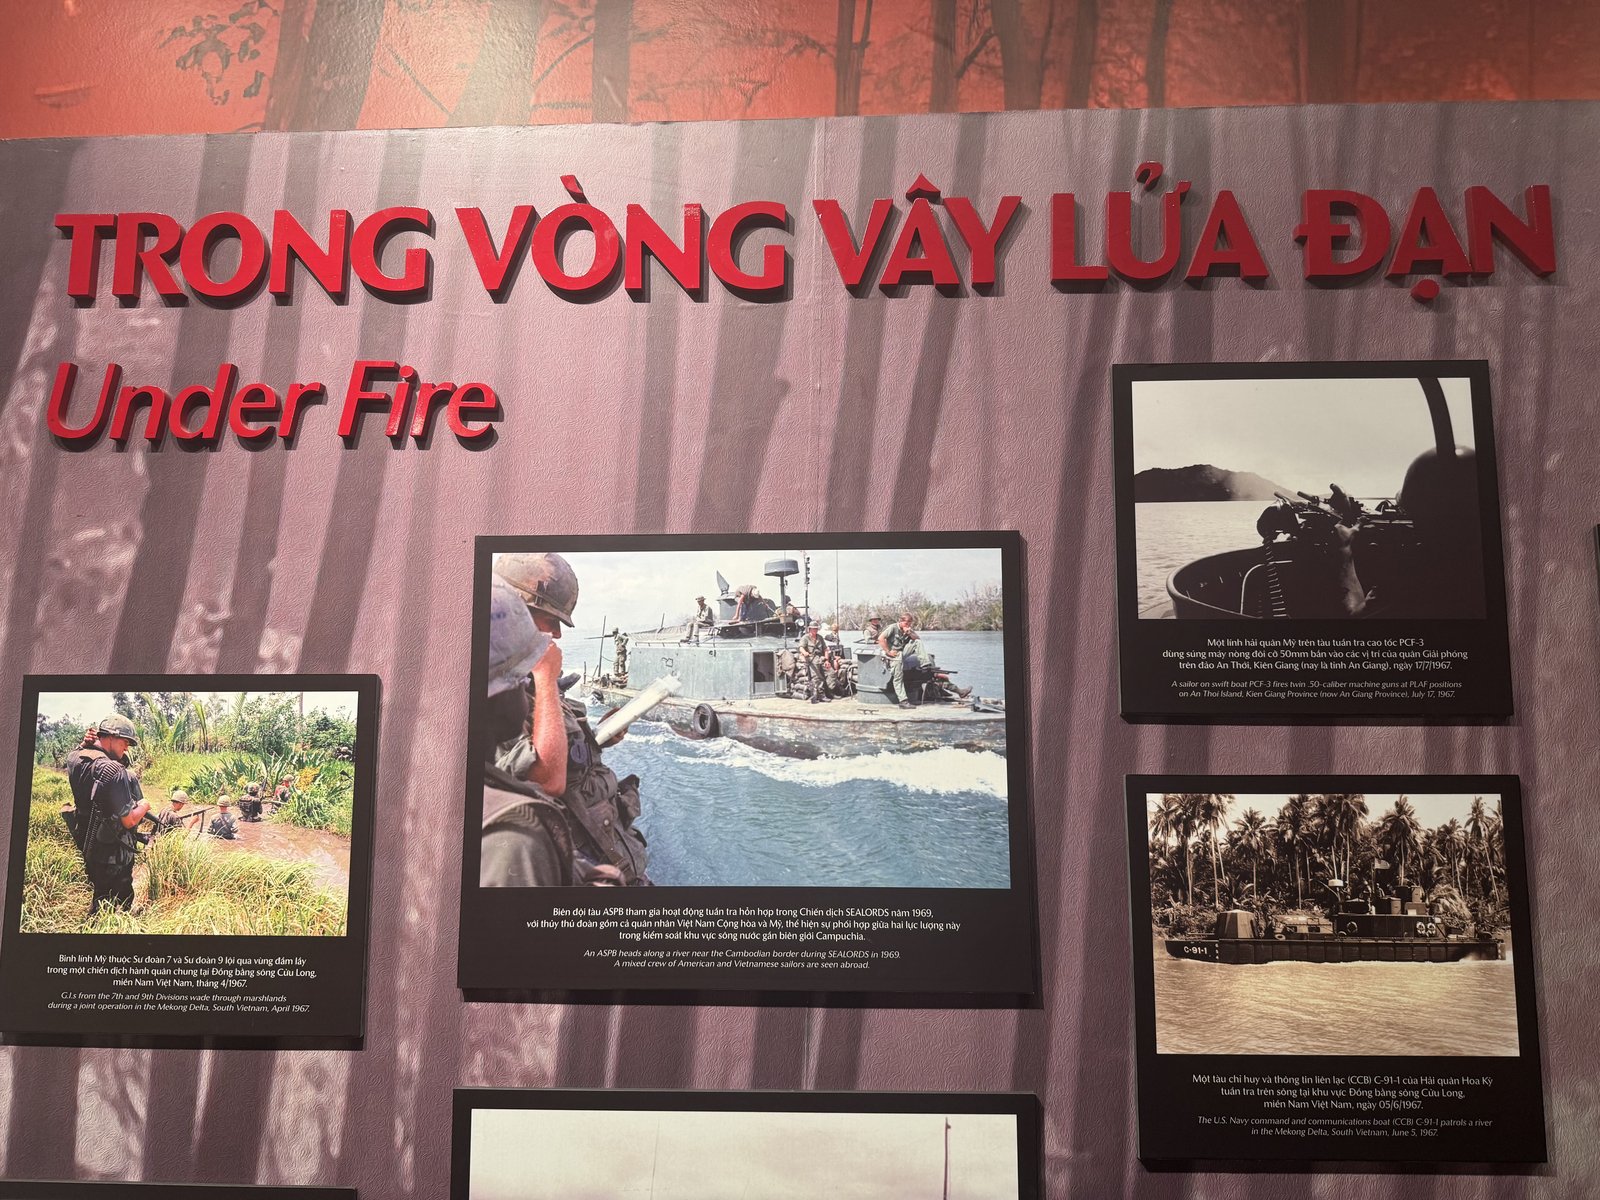 TRONG VÒNG VÂY LỬA ĐẠN
Under Fire
Một lính hải quân Mỹ trên tàu tuần tra cao tốc PCF-3
dùng súng máy nòng đôi cỡ 50mm bắn vào các vị trí của quân Giải phóng
trên đảo An Thới, Kiên Giang (nay là tỉnh An Giang), ngày 17/7/1967.
A sailor on swift boat PCF-3 fires twin .50-caliber machine guns at PLAF positions
on An Thoi Island, Kien Giang Province (now An Giang Province), July 17, 1967.
Binh lính Mỹ thuộc Sư đoàn 7 và Sư đoàn 9 lội qua vùng đầm lầy
trong một chiến dịch hành quân chung tại Đồng bằng sông Cửu Long,
miền Nam Việt Nam, tháng 4/1967.
G.I.s from the 7th and 9th Divisions wade through marshlands
during a joint operation in the Mekong Delta, South Vietnam, April 1967.
Biên đội tàu ASPB tham gia hoạt động tuần tra hỗn hợp trong Chiến dịch SEALORDS năm 1969,
với thủy thủ đoàn gồm cả quân nhân Việt Nam Cộng hòa và Mỹ, thể hiện sự phối hợp giữa hai lực lượng này
trong kiểm soát khu vực sông nước gần biên giới Campuchia.
An ASPB heads along a river near the Cambodian border during SEALORDS in 1969.
A mixed crew of American and Vietnamese sailors are seen aboard.
C-91-1
Một tàu chỉ huy và thông tin liên lạc (CCB) C-91-1 của Hải quân Hoa Kỳ
tuần tra trên sông tại khu vực Đồng bằng sông Cửu Long,
miền Nam Việt Nam, ngày 05/6/1967.
The U.S. Navy command and communications boat (CCB) C-91-1 patrols a river
in the Mekong Delta, South Vietnam, June 5, 1967.